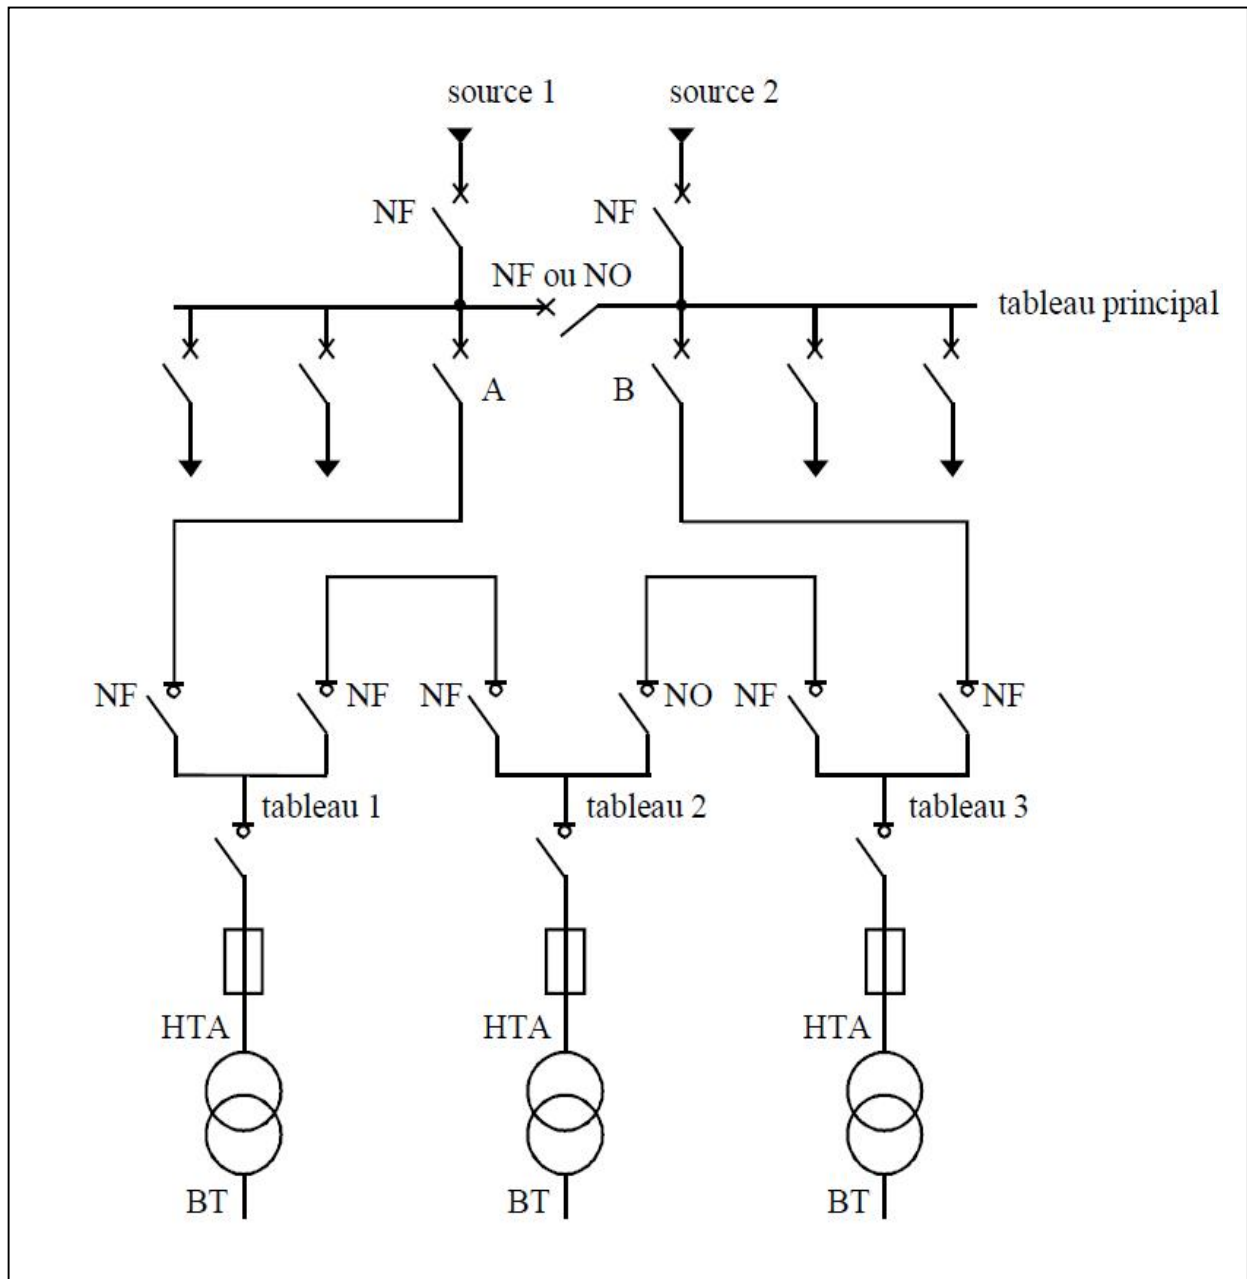 source 1
source 2
NF
NF
NF ou NO
tableau principal
A
B
NF
NF
NF
NO
NF
NF
tableau 1
tableau 2
tableau 3
HTA
HTA
HTA
BT
BT
BT